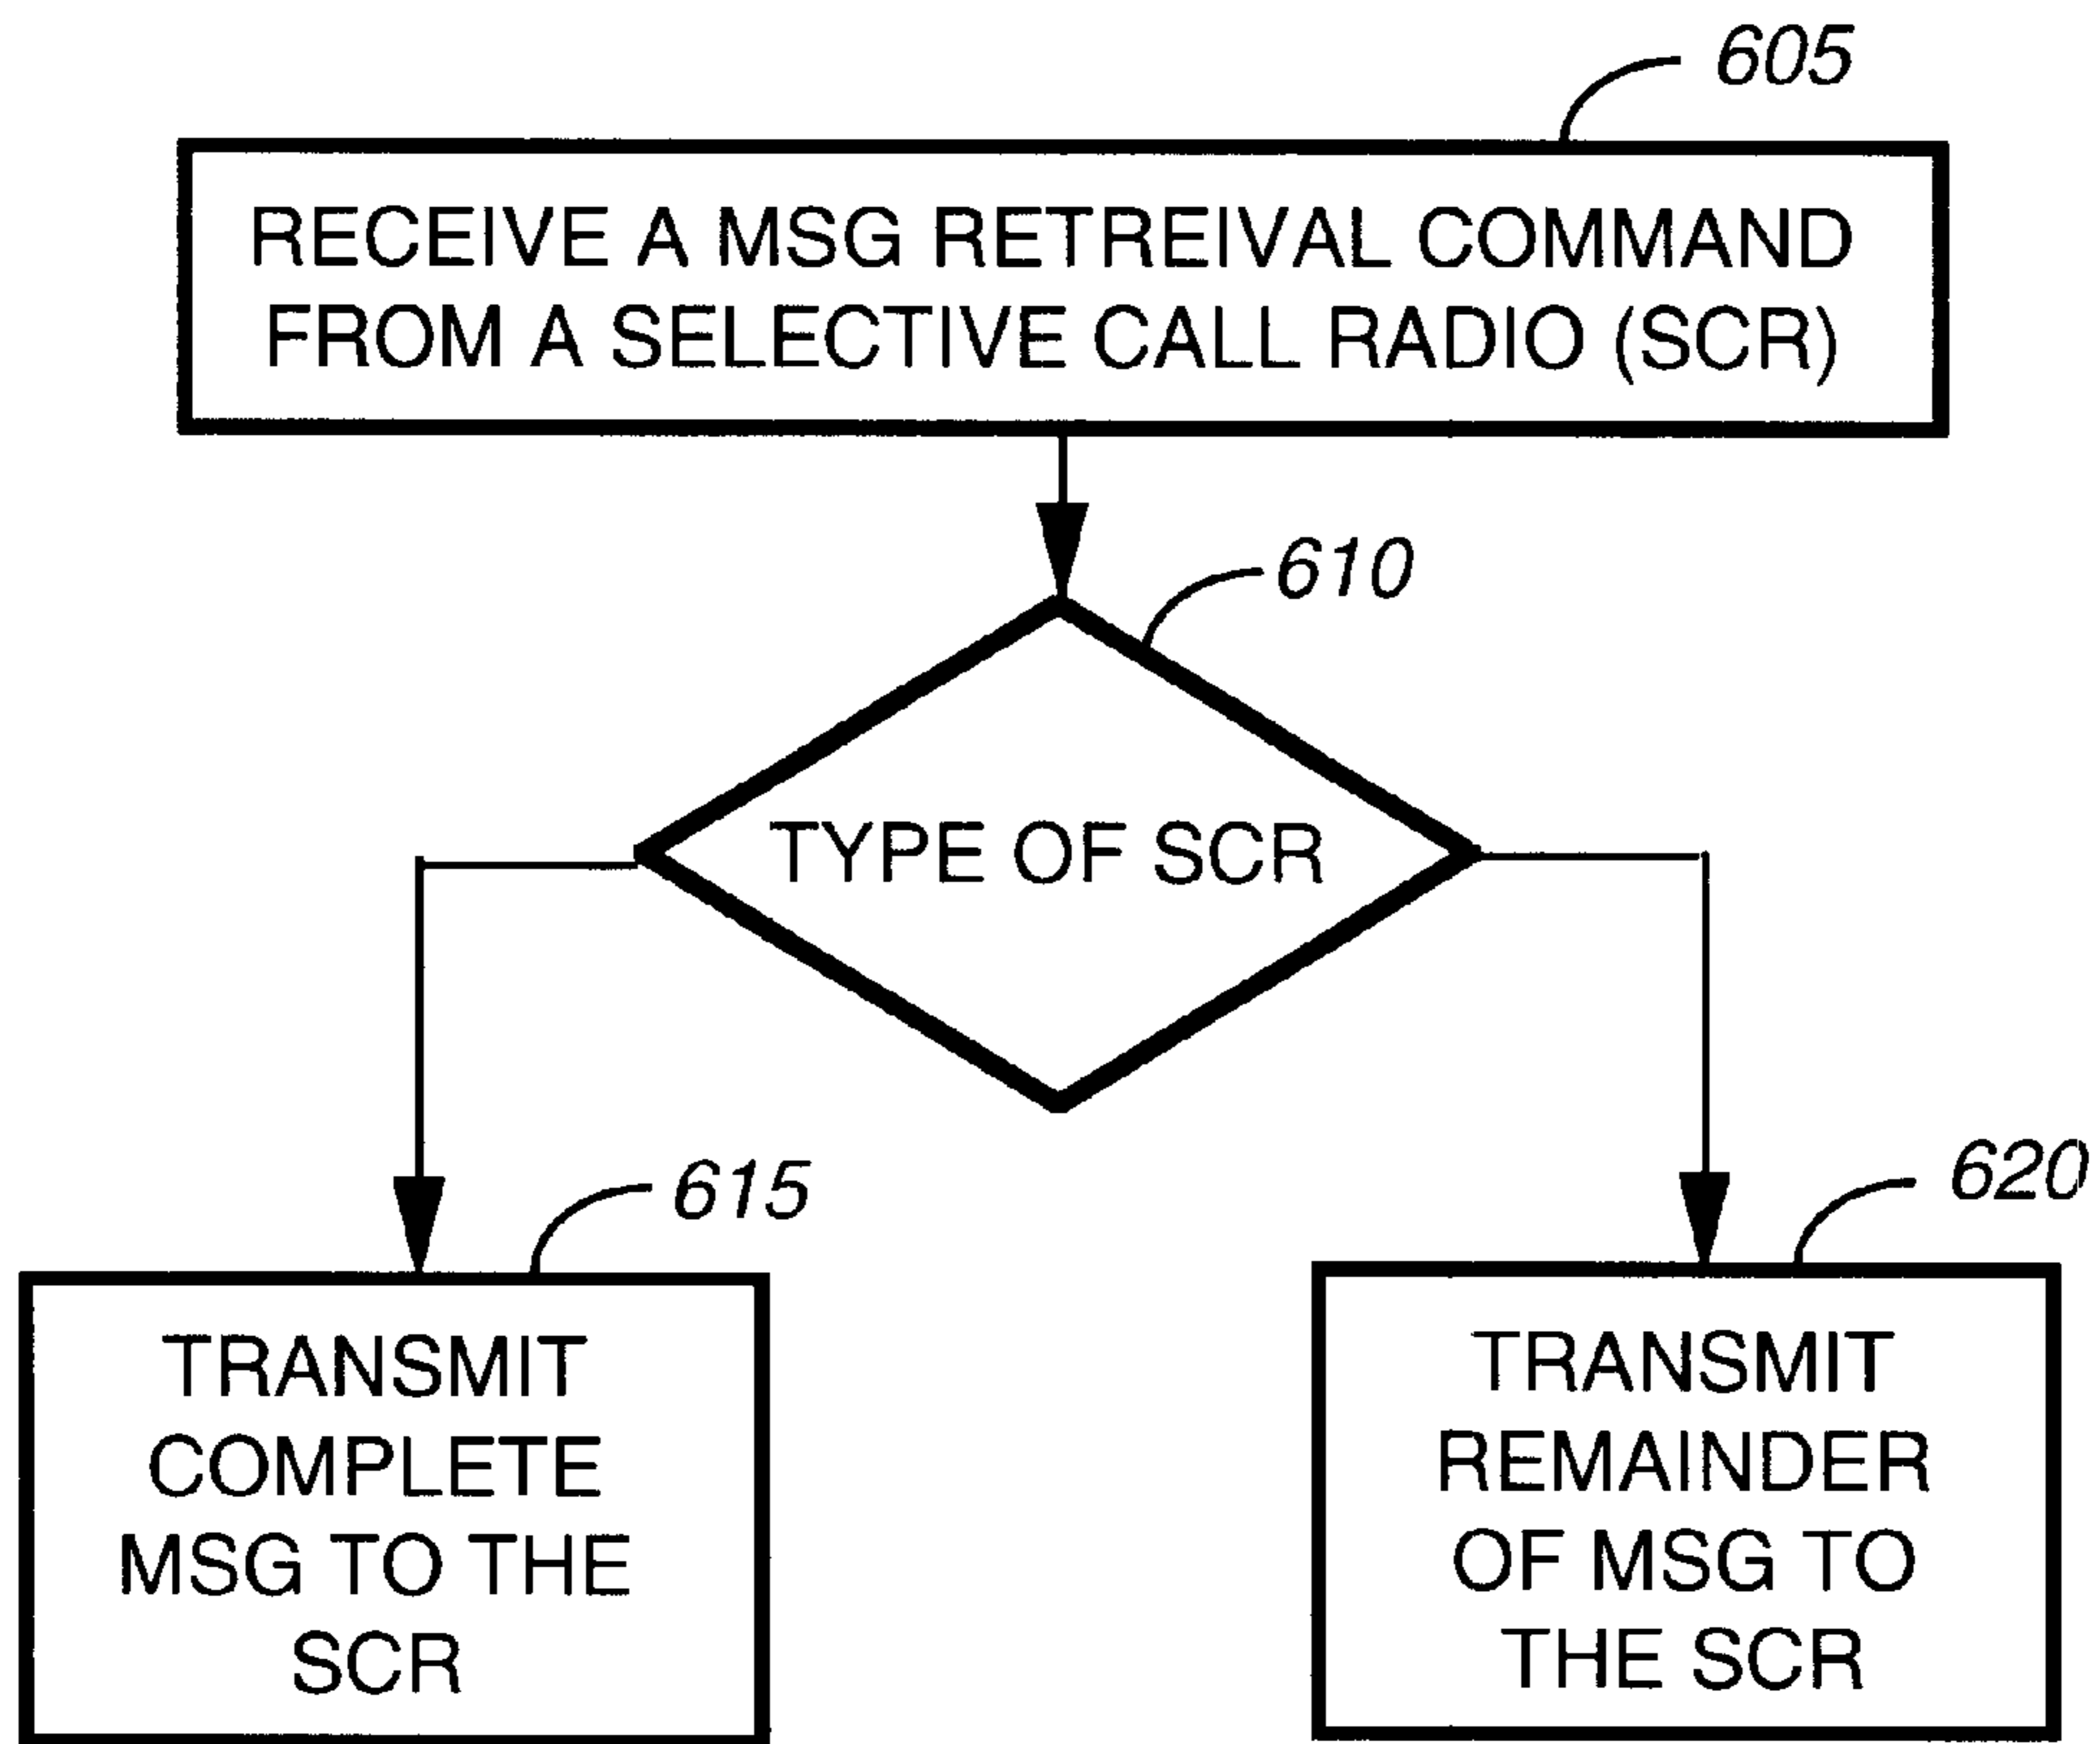 605
RECEIVE A MSG RETREIVAL COMMAND
FROM A SELECTIVE CALL RADIO (SCR)
610
TYPE OF SCR
615
TRANSMIT
COMPLETE
MSG TO THE
SCR
620
TRANSMIT
REMAINDER
OF MSG TO
THE SCR